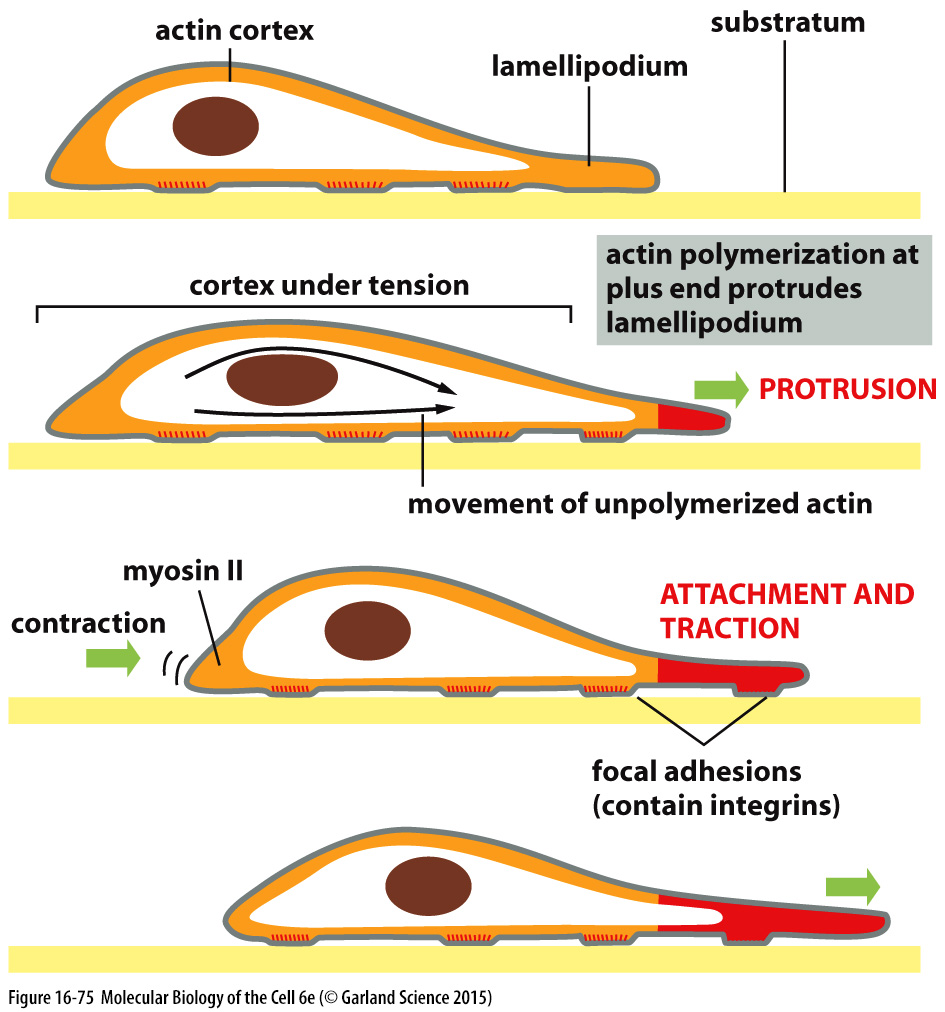 actin cortex
substratum
lamellipodium
actin polymerization at
plus end protrudes
lamellipodium
cortex under tension
PROTRUSION
movement of unpolymerized actin
myosin II
contraction
ATTACHMENT AND
TRACTION
focal adhesions
(contain integrins)
Figure 16-75 Molecular Biology of the Cell 6e (© Garland Science 2015)